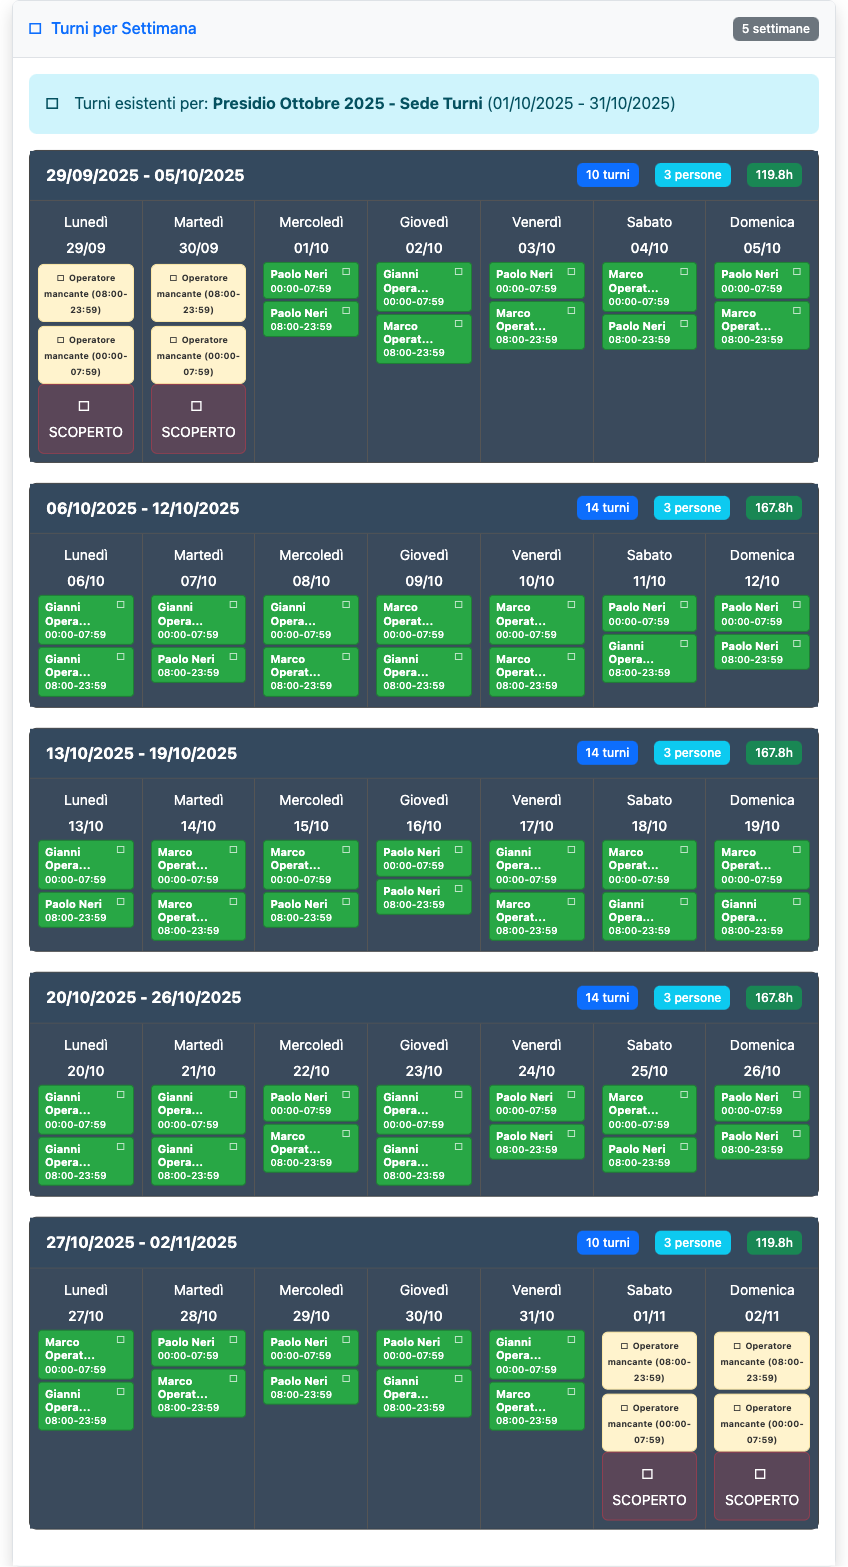 Turni per Settimana
5 settimane
Turni esistenti per: Presidio Ottobre 2025 - Sede Turni (01/10/2025 - 31/10/2025)
29/09/2025 - 05/10/2025
10 turni
3 persone
119.8h
Lunedì
29/09
Operatore
mancante (08:00-
23:59)
Operatore
mancante (00:00-
07:59)
SCOPERTO
Martedì
30/09
Operatore
mancante (08:00-
23:59)
Operatore
mancante (00:00-
07:59)
SCOPERTO
Mercoledì
01/10
Paolo Neri
00:00-07:59
Paolo Neri
08:00-23:59
Giovedì
02/10
Gianni
Opera...
00:00-07:59
Marco
Operat...
08:00-23:59
Venerdì
03/10
Paolo Neri
00:00-07:59
Marco
Operat...
08:00-23:59
Sabato
04/10
Marco
Operat...
00:00-07:59
Paolo Neri
08:00-23:59
Domenica
05/10
Paolo Neri
00:00-07:59
Marco
Operat...
08:00-23:59
06/10/2025 - 12/10/2025
14 turni
3 persone
167.8h
Lunedì
06/10
Gianni
Opera...
00:00-07:59
Gianni
Opera...
08:00-23:59
Martedì
07/10
Gianni
Opera...
00:00-07:59
Paolo Neri
08:00-23:59
Mercoledì
08/10
Gianni
Opera...
00:00-07:59
Marco
Operat...
08:00-23:59
Giovedì
09/10
Marco
Operat...
00:00-07:59
Gianni
Opera...
08:00-23:59
Venerdì
10/10
Marco
Operat...
00:00-07:59
Marco
Operat...
08:00-23:59
Sabato
11/10
Paolo Neri
00:00-07:59
Gianni
Opera...
08:00-23:59
Domenica
12/10
Paolo Neri
00:00-07:59
Paolo Neri
08:00-23:59
13/10/2025 - 19/10/2025
14 turni
3 persone
167.8h
Lunedì
13/10
Gianni
Opera...
00:00-07:59
Paolo Neri
08:00-23:59
Martedì
14/10
Marco
Operat...
00:00-07:59
Marco
Operat...
08:00-23:59
Mercoledì
15/10
Marco
Operat...
00:00-07:59
Paolo Neri
08:00-23:59
Giovedì
16/10
Paolo Neri
00:00-07:59
Paolo Neri
08:00-23:59
Venerdì
17/10
Gianni
Opera...
00:00-07:59
Marco
Operat...
08:00-23:59
Sabato
18/10
Marco
Operat...
00:00-07:59
Gianni
Opera...
08:00-23:59
Domenica
19/10
Marco
Operat...
00:00-07:59
Gianni
Opera...
08:00-23:59
20/10/2025 - 26/10/2025
14 turni
3 persone
167.8h
Lunedì
20/10
Gianni
Opera...
00:00-07:59
Gianni
Opera...
08:00-23:59
Martedì
21/10
Gianni
Opera...
00:00-07:59
Gianni
Opera...
08:00-23:59
Mercoledì
22/10
Paolo Neri
00:00-07:59
Marco
Operat...
08:00-23:59
Giovedì
23/10
Gianni
Opera...
00:00-07:59
Gianni
Opera...
08:00-23:59
Venerdì
24/10
Paolo Neri
00:00-07:59
Paolo Neri
08:00-23:59
Sabato
25/10
Marco
Operat...
00:00-07:59
Paolo Neri
08:00-23:59
Domenica
26/10
Paolo Neri
00:00-07:59
Paolo Neri
08:00-23:59
27/10/2025 - 02/11/2025
10 turni
3 persone
119.8h
Lunedì
27/10
Marco
Operat...
00:00-07:59
Gianni
Opera...
08:00-23:59
Martedì
28/10
Paolo Neri
00:00-07:59
Marco
Operat...
08:00-23:59
Mercoledì
29/10
Paolo Neri
00:00-07:59
Paolo Neri
08:00-23:59
Giovedì
30/10
Paolo Neri
00:00-07:59
Gianni
Opera...
08:00-23:59
Venerdì
31/10
Gianni
Opera...
00:00-07:59
Marco
Operat...
08:00-23:59
Sabato
01/11
Operatore
mancante (08:00-
23:59)
Operatore
mancante (00:00-
07:59)
SCOPERTO
Domenica
02/11
Operatore
mancante (08:00-
23:59)
Operatore
mancante (00:00-
07:59)
SCOPERTO